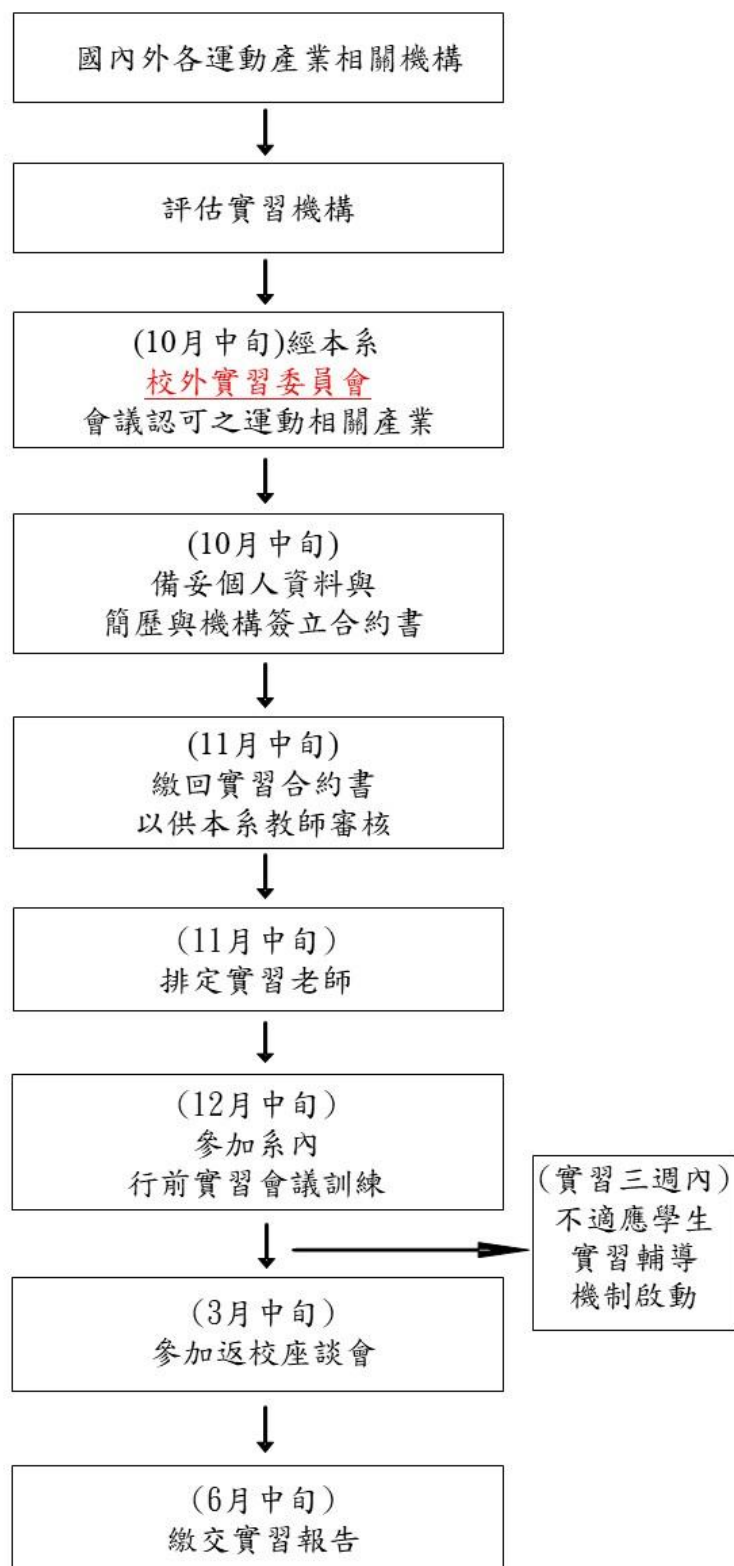 國內外各運動產業相關機構
評估實習機構
(10月中旬)經本系
校外實習委員會
會議認可之運動相關產業
(10月中旬)
備妥個人資料與
簡歷與機構簽立合約書
(11月中旬)
繳回實習合約書
以供本系教師審核
(11月中旬)
排定實習老師
(12月中旬)
參加系內
行前實習會議訓練
(實習三週內)
不適應學生
實習輔導
機制啟動
(3月中旬)
參加返校座談會
(6月中旬)
繳交實習報告